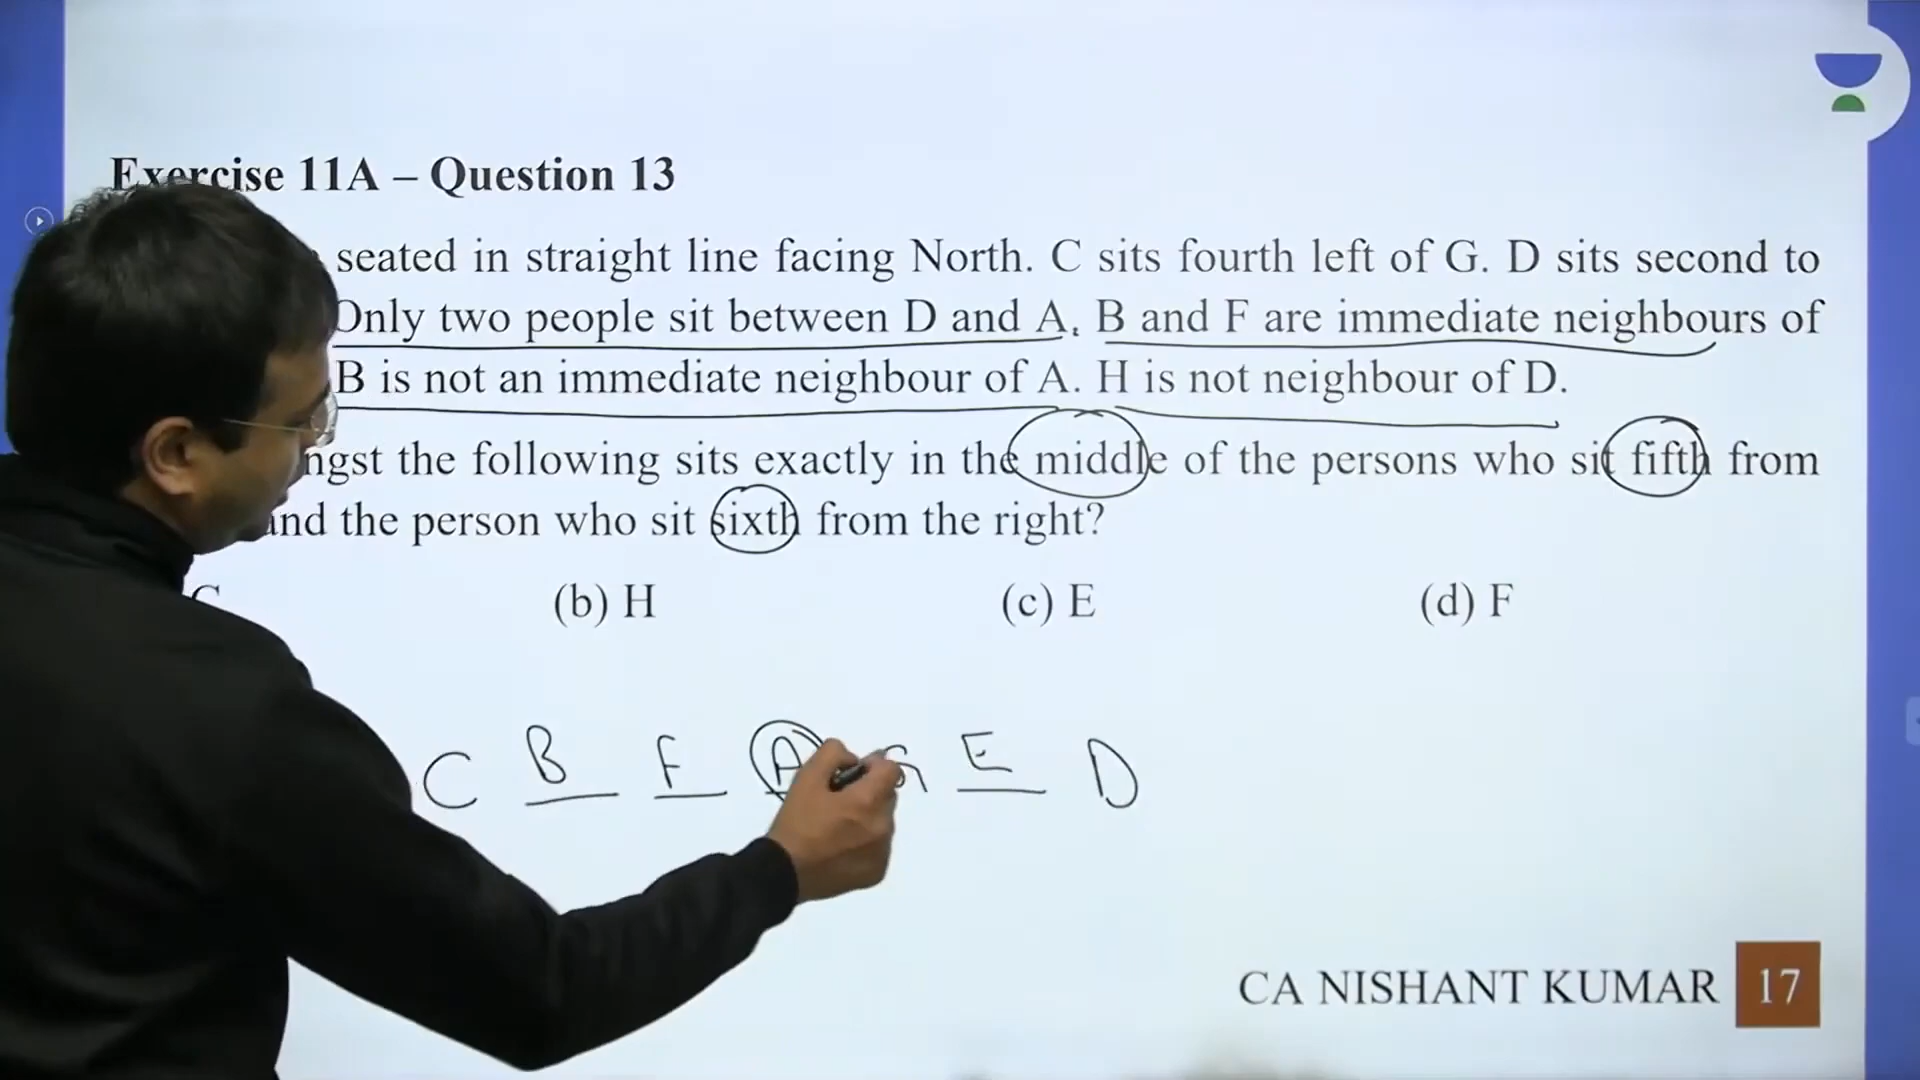 Exercise 11A – Question 13
seated in straight line facing North. C sits fourth left of G. D sits second to
Only two people sit between D and A. B and F are immediate neighbours of
B is not an immediate neighbour of A. H is not neighbour of D.
the following sits exactly in the middle of the persons who sit fifth from
and the person who sit sixth from the right?
(b) H (c) E (d) F
C B F A G E D
CA NISHANT KUMAR 17